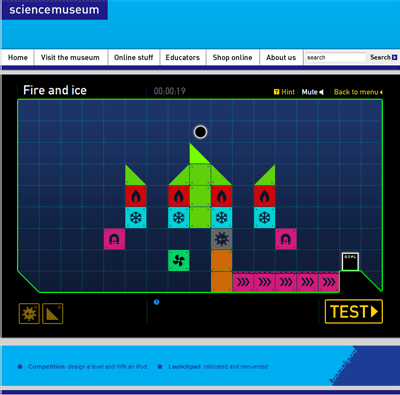 sciencemuseum
Home Visit the museum Online stuff Educators Shop online About us search Search
Fire and ice 00:00:19 Hint Mute Back to menu
GOAL
TEST
Competition: design a level and WIN an iPod Launchpad: relocated and reinvented
launchpad